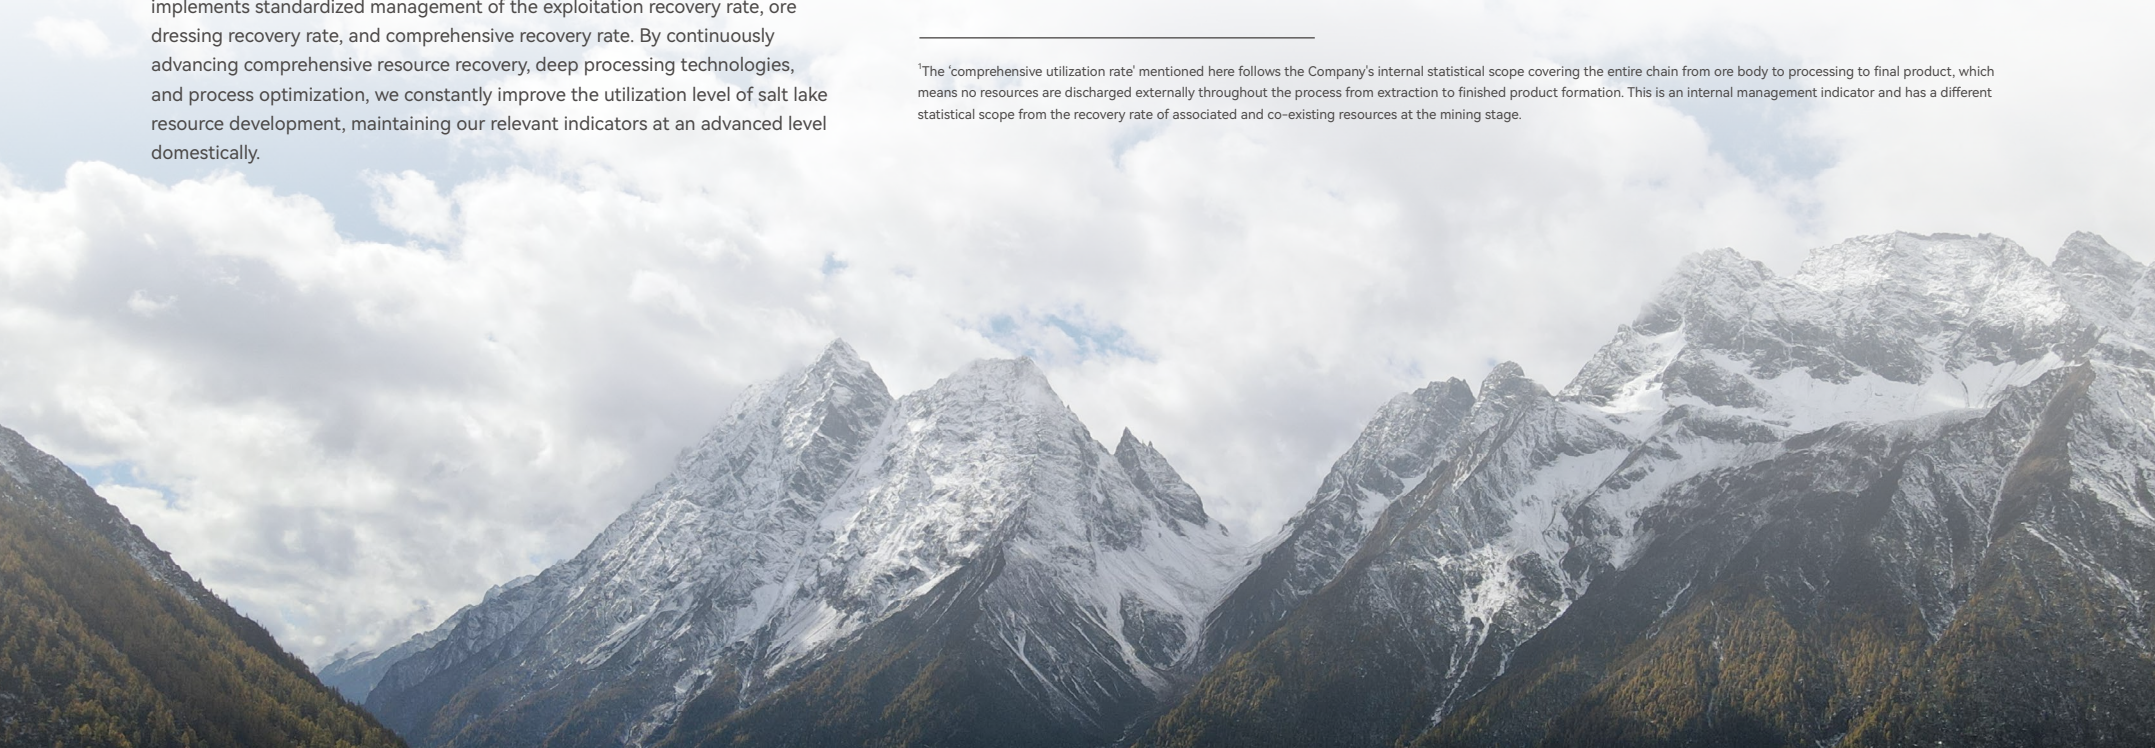 implements standardized management of the exploitation recovery rate, ore
dressing recovery rate, and comprehensive recovery rate. By continuously
advancing comprehensive resource recovery, deep processing technologies,
and process optimization, we constantly improve the utilization level of salt lake
resource development, maintaining our relevant indicators at an advanced level
domestically.
¹The 'comprehensive utilization rate' mentioned here follows the Company's internal statistical scope covering the entire chain from ore body to processing to final product, which
means no resources are discharged externally throughout the process from extraction to finished product formation. This is an internal management indicator and has a different
statistical scope from the recovery rate of associated and co-existing resources at the mining stage.